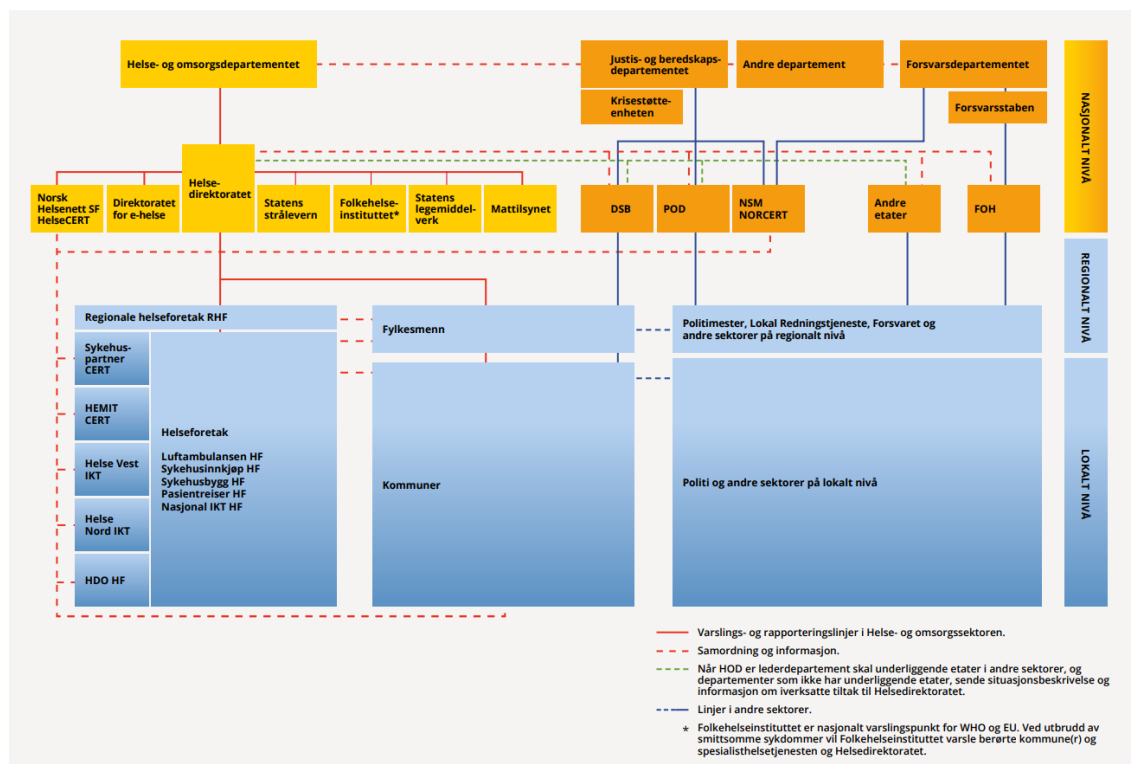 Helse- og omsorgsdepartementet
Justis- og beredskaps-
departementet
Andre departement
Forsvarsdepartementet
Krisestøtte-
enheten
Forsvarsstaben
NASJONALT NIVÅ
Norsk
Helsenett SF
HelseCERT
Direktoratet
for e-helse
Helse-
direktoratet
Statens
strålevern
Folkehelse-
instituttet*
Statens
legemiddel-
verk
Mattilsynet
DSB
POD
NSM
NORCERT
Andre
etater
FOH
REGIONALT NIVÅ
Regionale helseforetak RHF
Fylkesmenn
Politimester, Lokal Redningstjeneste, Forsvaret og
andre sektorer på regionalt nivå
Sykehus-
partner
CERT
HEMIT
CERT
Helse Vest
IKT
Helse
Nord IKT
HDO HF
Helseforetak
Luftambulansen HF
Sykehusinnkjøp HF
Sykehusbygg HF
Pasientreiser HF
Nasjonal IKT HF
Kommuner
Politi og andre sektorer på lokalt nivå
LOKALT NIVÅ
Varslings- og rapporteringslinjer i Helse- og omsorgssektoren.
Samordning og informasjon.
Når HOD er lederdepartement skal underliggende etater i andre sektorer, og
departementer som ikke har underliggende etater, sende situasjonsbeskrivelse og
informasjon om iverksatte tiltak til Helsedirektoratet.
Linjer i andre sektorer.
* Folkehelseinstituttet er nasjonalt varslingspunkt for WHO og EU. Ved utbrudd av
smittsomme sykdommer vil Folkehelseinstituttet varsle berørte kommune(r) og
spesialisthelsetjenesten og Helsedirektoratet.